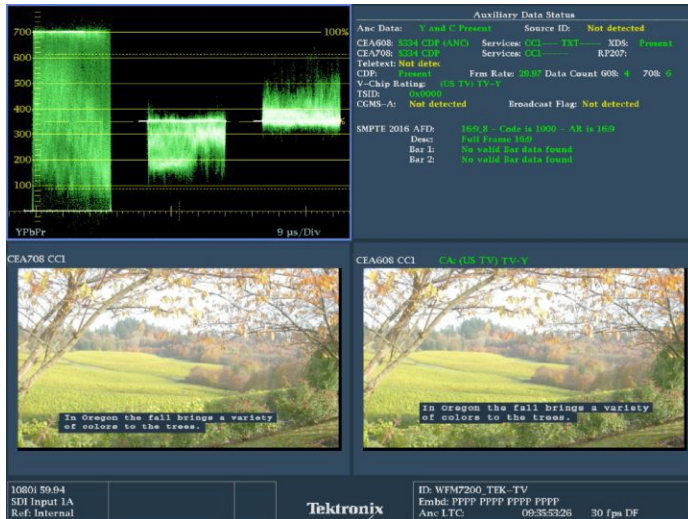 700
100%
600
500
400
300
200
100
YPbPr
9 µs/Div
Auxiliary Data Status
Anc Data: Y and C Present Source ID: Not detected
CEA608: S334 CDP (ANC) Services: CC1---- TXT----- XDS: Present
CEA708: S334 CDP Services: CC1------- RP207:
Teletext: Not detec
CDP: Present Frm Rate: 29.97 Data Count 608: 4 708: 6
V-Chip Rating: (US TV) TV-Y
TSID: 0x0000
CGMS-A: Not detected Broadcast Flag: Not detected
SMPTE 2016 AFD: 16:9_8 - Code is 1000 - AR is 16:9
Desc: Full Frame 16:9
Bar 1: No valid Bar data found
Bar 2: No valid Bar data found
CEA708 CC1
In Oregon the fall brings a variety
of colors to the trees.
CEA608 CC1 CA: (US TV) TV-Y
In Oregon the fall brings a variety
of colors to the trees.
1080i 59.94
SDI Input 1A
Ref: Internal
Tektronix
ID: WFM7200_TEK-TV
Embd: PPPP PPPP PPPP PPPP
Anc LTC: 09:35:53:26 30 fps DF